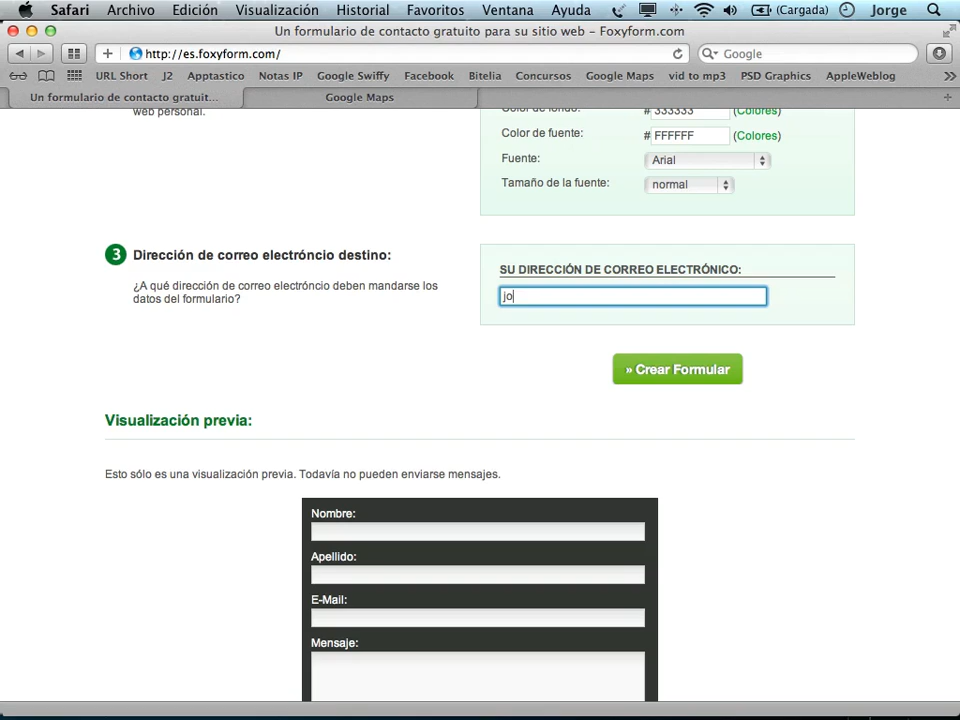 Safari Archivo Edición Visualización Historial Favoritos Ventana Ayuda (Cargada) Jorge
Un formulario de contacto gratuito para su sitio web – Foxyform.com
http://es.foxyform.com/ Google
URL Short J2 Apptastico Notas IP Google Swiffy Facebook Bitelia Concursos Google Maps vid to mp3 PSD Graphics AppleWeblog
Un formulario de contacto gratuit... Google Maps
web personal.
Color de fondo: # 333333 (Colores)
Color de fuente: # FFFFFF (Colores)
Fuente: Arial
Tamaño de la fuente: normal
3 Dirección de correo electróncio destino:
¿A qué dirección de correo electróncio deben mandarse los
datos del formulario?
SU DIRECCIÓN DE CORREO ELECTRÓNICO:
jo
» Crear Formular
Visualización previa:
Esto sólo es una visualización previa. Todavía no pueden enviarse mensajes.
Nombre:
Apellido:
E-Mail:
Mensaje: